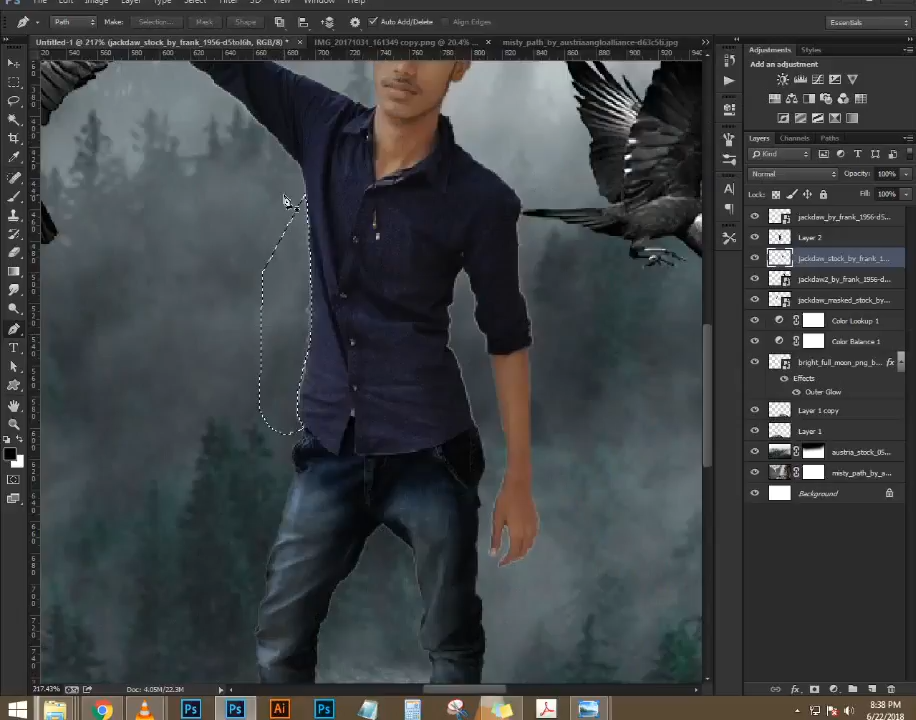 Image Layer Type Select Filter 3D View Window Help
Path Make: Selection... Mask Shape Auto Add/Delete Align Edges Essentials
Untitled-1 @ 217% (jackdaw_stock_by_frank_1956-d5tol6h, RGB/8) * × IMG_20171031_161349 copy.png @ 20.4% ... × misty_path_by_austriaangloalliance-d63c5ti.jpg
Adjustments Styles
Add an adjustment
Layers Channels Paths
Kind
Normal Opacity: 100%
Lock: Fill: 100%
jackdaw_by_frank_1956-d5...
Layer 2
jackdaw_stock_by_frank_1...
jackdaw2_by_frank_1956-d...
jackdaw_masked_stock_by...
Color Lookup 1
Color Balance 1
bright_full_moon_png_b... fx
Effects
Outer Glow
Layer 1 copy
Layer 1
austria_stock_05...
misty_path_by_a...
Background
217.43% Doc: 4.05M/22.3M
8:38 PM
6/22/2018